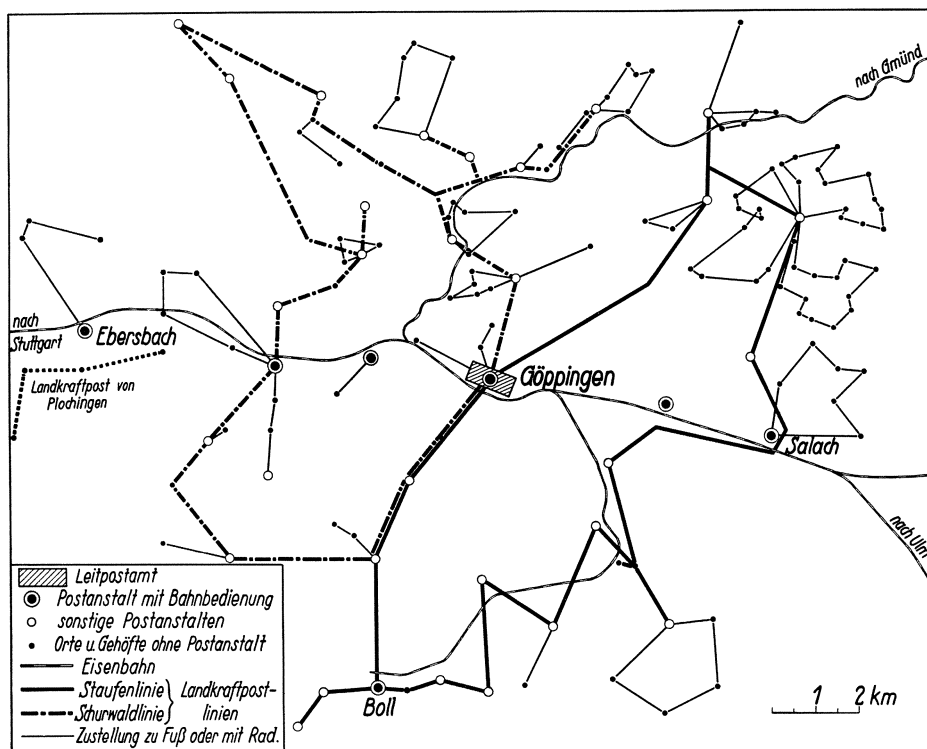 nach Gmünd
nach
Stuttgart
Ebersbach
Landkraftpost von
Plochingen
Göppingen
Salach
nach Ulm
Boll
Leitpostamt
Postanstalt mit Bahnbedienung
sonstige Postanstalten
Orte u. Gehöfte ohne Postanstalt
Eisenbahn
Staufenlinie } Landkraftpost-
Schurwaldlinie } linien
Zustellung zu Fuß oder mit Rad.
1 2 km